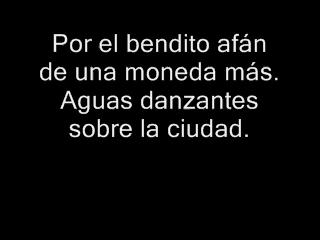 Por el bendito afán
de una moneda más.
Aguas danzantes
sobre la ciudad.